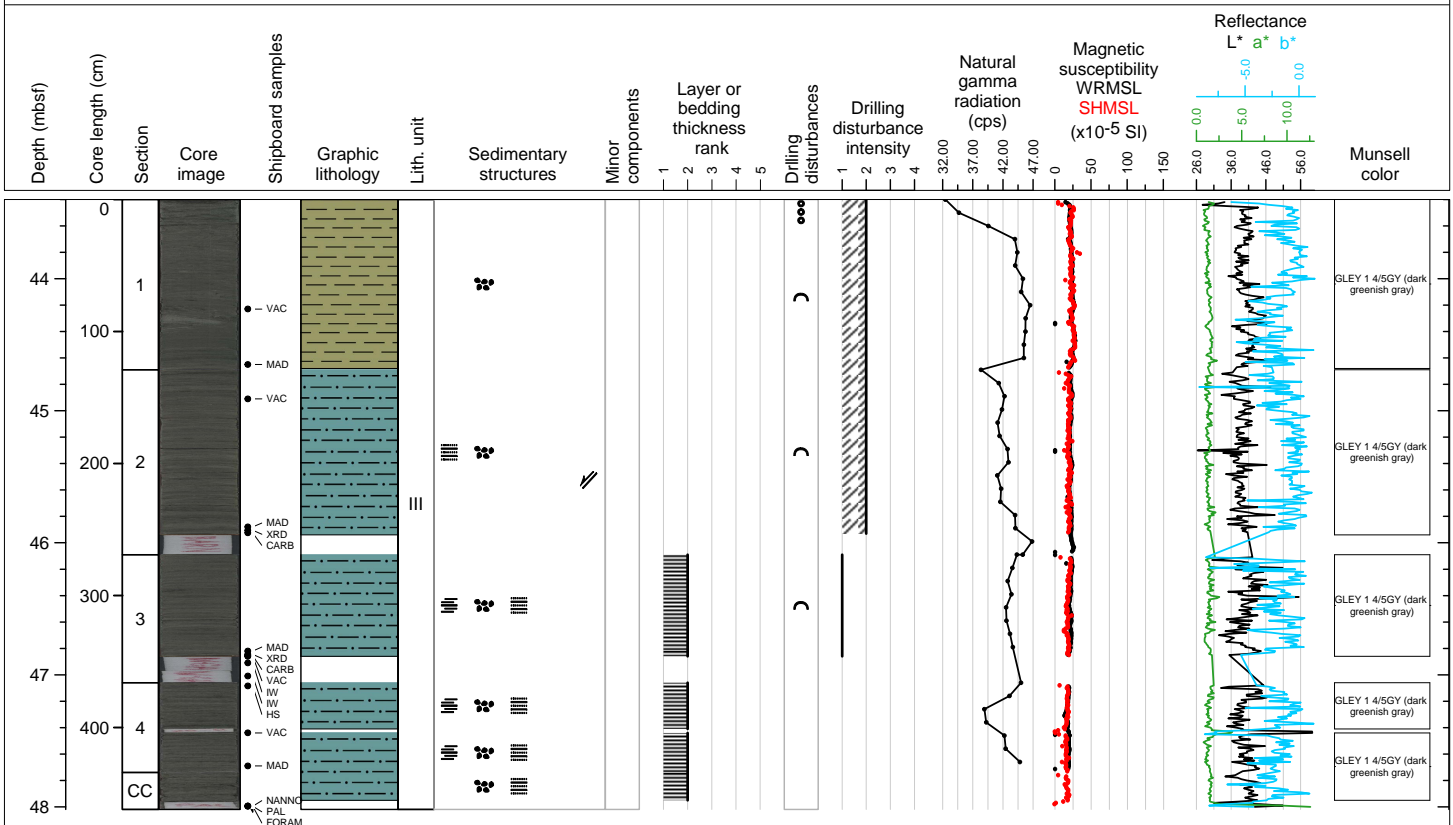 Depth (mbsf)
Core length (cm)
Section
Core
image
Shipboard samples
Graphic
lithology
Lith. unit
Sedimentary
structures
Minor
components
Layer or
bedding
thickness
rank
1 2 3 4 5
Drilling
disturbances
Drilling
disturbance
intensity
1 2 3 4
Natural
gamma
radiation
(cps)
32.00 37.00 42.00 47.00
Magnetic
susceptibility
WRMSL
SHMSL
(x10-5 SI)
0 50 100 150
Reflectance
L* a* b*
-5.0 0.0
0.0 5.0 10.0
26.0 36.0 46.0 56.0
Munsell
color
44
45
46
47
48
0
100
200
300
400
1
2
3
4
CC
VAC
MAD
VAC
MAD
XRD
CARB
MAD
XRD
CARB
VAC
IW
IW
HS
VAC
MAD
NANNO
PAL
FORAM
III
GLEY 1 4/5GY (dark
greenish gray)
GLEY 1 4/5GY (dark
greenish gray)
GLEY 1 4/5GY (dark
greenish gray)
GLEY 1 4/5GY (dark
greenish gray)
GLEY 1 4/5GY (dark
greenish gray)